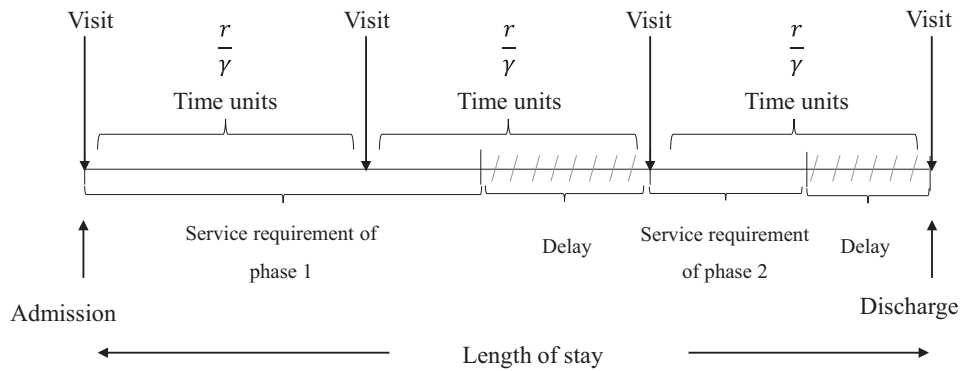 Visit Visit Visit Visit
r/γ r/γ r/γ
Time units Time units Time units
Service requirement of phase 1
Delay
Service requirement of phase 2
Delay
Admission
Discharge
Length of stay